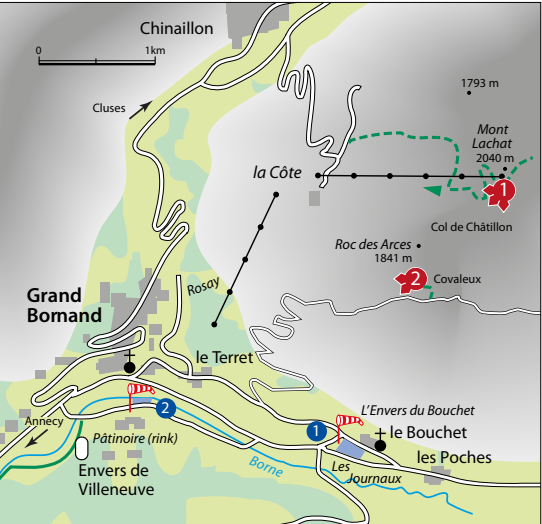 Chinaillon
0
1km
Cluses
1793 m
Mont
Lachat
2040 m
la Côte
1
Col de Châtillon
Roc des Arces
1841 m
2
Covaleux
Rosay
Grand
Bornand
le Terret
2
L'Envers du Bouchet
Annecy
Pâtinoire (rink)
1
le Bouchet
les Poches
Envers de
Villeneuve
Borne
Les
Journaux